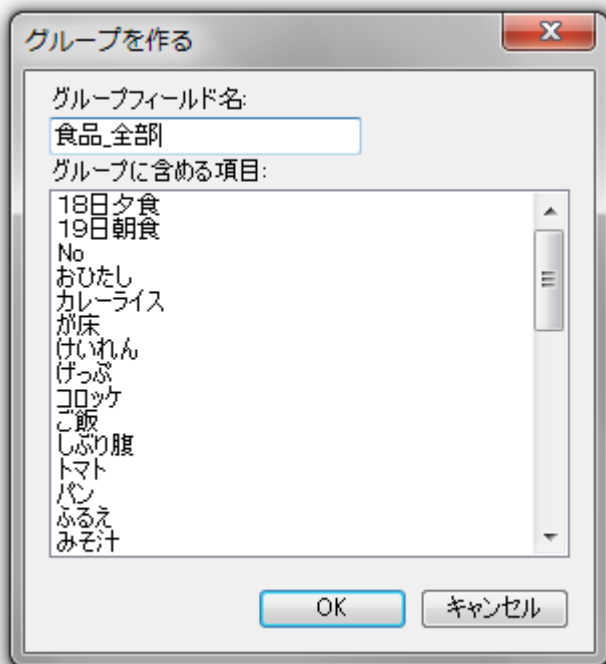 グループを作る
グループフィールド名:
食品_全部
グループに含める項目:
18日夕食
19日朝食
No
おひたし
カレーライス
が床
けいれん
げっぷ
コロッケ
ご飯
しぶり腹
トマト
パン
ふるえ
みそ汁
OK
キャンセル